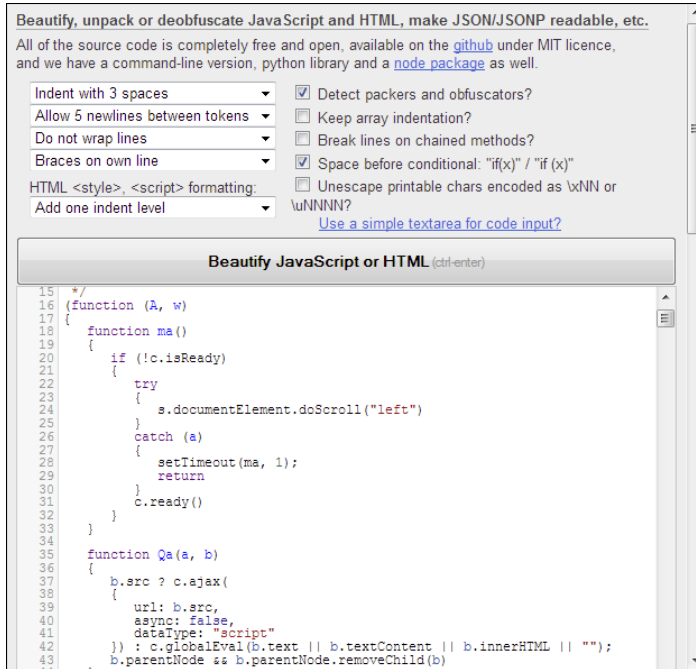 Beautify, unpack or deobfuscate JavaScript and HTML, make JSON/JSONP readable, etc.
All of the source code is completely free and open, available on the github under MIT licence,
and we have a command-line version, python library and a node package as well.
Indent with 3 spaces
Allow 5 newlines between tokens
Do not wrap lines
Braces on own line
HTML <style>, <script> formatting:
Add one indent level
Detect packers and obfuscators?
Keep array indentation?
Break lines on chained methods?
Space before conditional: "if(x)" / "if (x)"
Unescape printable chars encoded as \xNN or
\uNNNN?
Use a simple textarea for code input?
Beautify JavaScript or HTML (ctrl-enter)
15 */
16 (function (A, w)
17 {
18    function ma()
19    {
20       if (!c.isReady)
21       {
22          try
23          {
24             s.documentElement.doScroll("left")
25          }
26          catch (a)
27          {
28             setTimeout(ma, 1);
29             return
30          }
31          c.ready()
32       }
33    }
34
35    function Qa(a, b)
36    {
37       b.src ? c.ajax(
38       {
39          url: b.src,
40          async: false,
41          dataType: "script"
42       }) : c.globalEval(b.text || b.textContent || b.innerHTML || "");
43       b.parentNode && b.parentNode.removeChild(b)